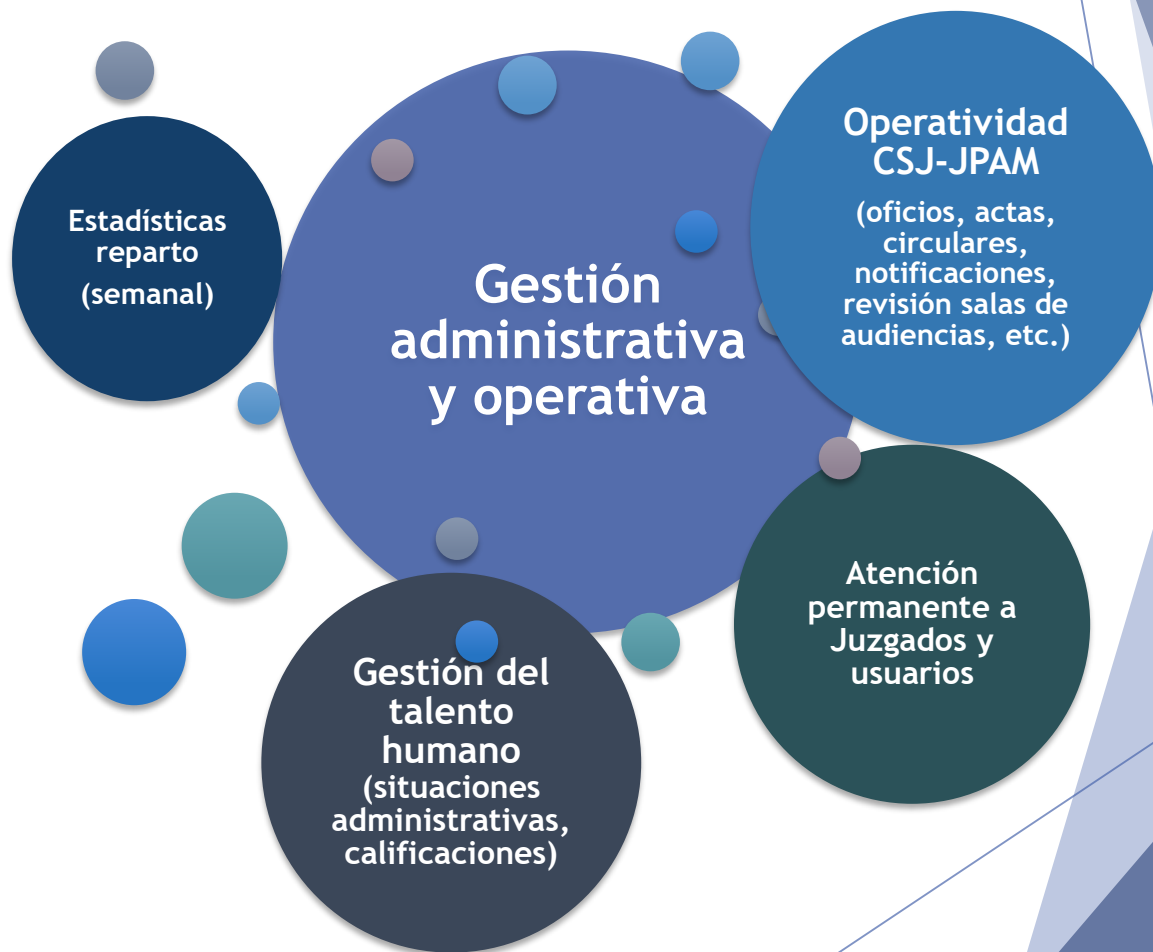 Estadísticas
reparto
(semanal)
Gestión
administrativa
y operativa
Operatividad
CSJ-JPAM
(oficios, actas,
circulares,
notificaciones,
revisión salas de
audiencias, etc.)
Atención
permanente a
Juzgados y
usuarios
Gestión del
talento
humano
(situaciones
administrativas,
calificaciones)